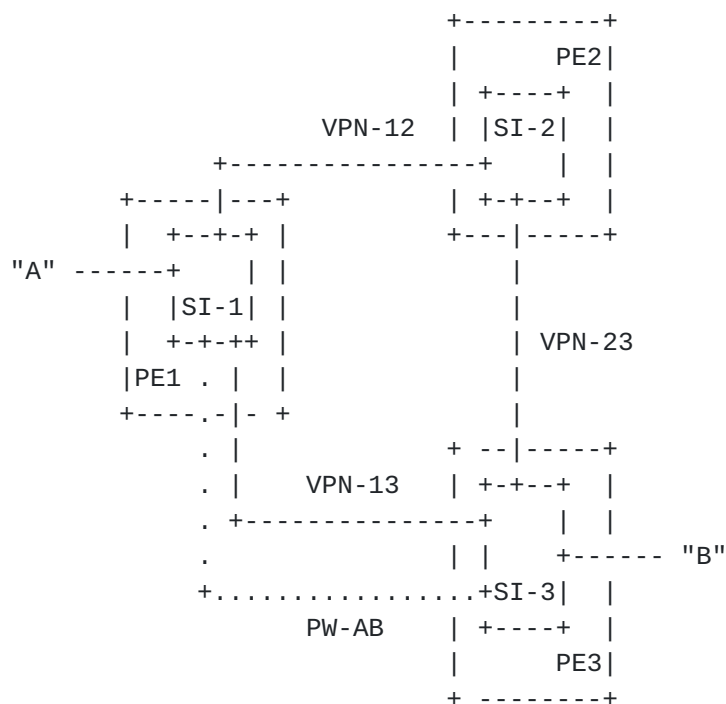 PE2
VPN-12 SI-2
"A"
SI-1
VPN-23
PE1
VPN-13
"B"
SI-3
PW-AB
PE3